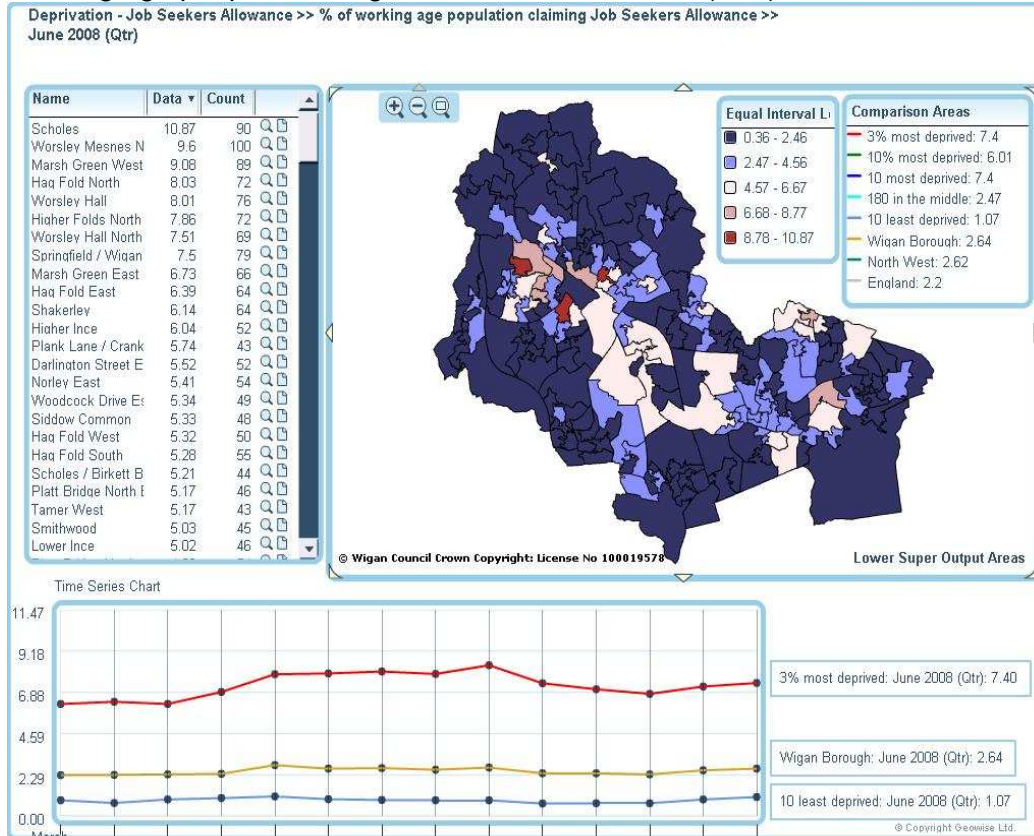 Deprivation - Job Seekers Allowance >> % of working age population claiming Job Seekers Allowance >>
June 2008 (Qtr)
Name Data ▼ Count
Scholes 10.87 90
Worsley Mesnes N 9.6 100
Marsh Green West 9.08 89
Hag Fold North 8.03 72
Worsley Hall 8.01 76
Higher Folds North 7.86 72
Worsley Hall North 7.51 69
Springfield / Wigan 7.5 79
Marsh Green East 6.73 66
Hag Fold East 6.39 64
Shakerley 6.14 64
Higher Ince 6.04 52
Plank Lane / Crank 5.74 43
Darlington Street E 5.52 52
Norley East 5.41 54
Woodcock Drive Es 5.34 49
Siddow Common 5.33 48
Hag Fold West 5.32 50
Hag Fold South 5.28 55
Scholes / Birkett B 5.21 44
Platt Bridge North E 5.17 46
Tamer West 5.17 43
Smithwood 5.03 45
Lower Ince 5.02 46
Equal Interval L
0.36 - 2.46
2.47 - 4.56
4.57 - 6.67
6.68 - 8.77
8.78 - 10.87
Comparison Areas
3% most deprived: 7.4
10% most deprived: 6.01
10 most deprived: 7.4
180 in the middle: 2.47
10 least deprived: 1.07
Wigan Borough: 2.64
North West: 2.62
England: 2.2
© Wigan Council Crown Copyright: License No 100019578
Lower Super Output Areas
Time Series Chart
11.47
9.18
6.88
4.59
2.29
0.00
March
3% most deprived: June 2008 (Qtr): 7.40
Wigan Borough: June 2008 (Qtr): 2.64
10 least deprived: June 2008 (Qtr): 1.07
© Copyright Geowise Ltd.